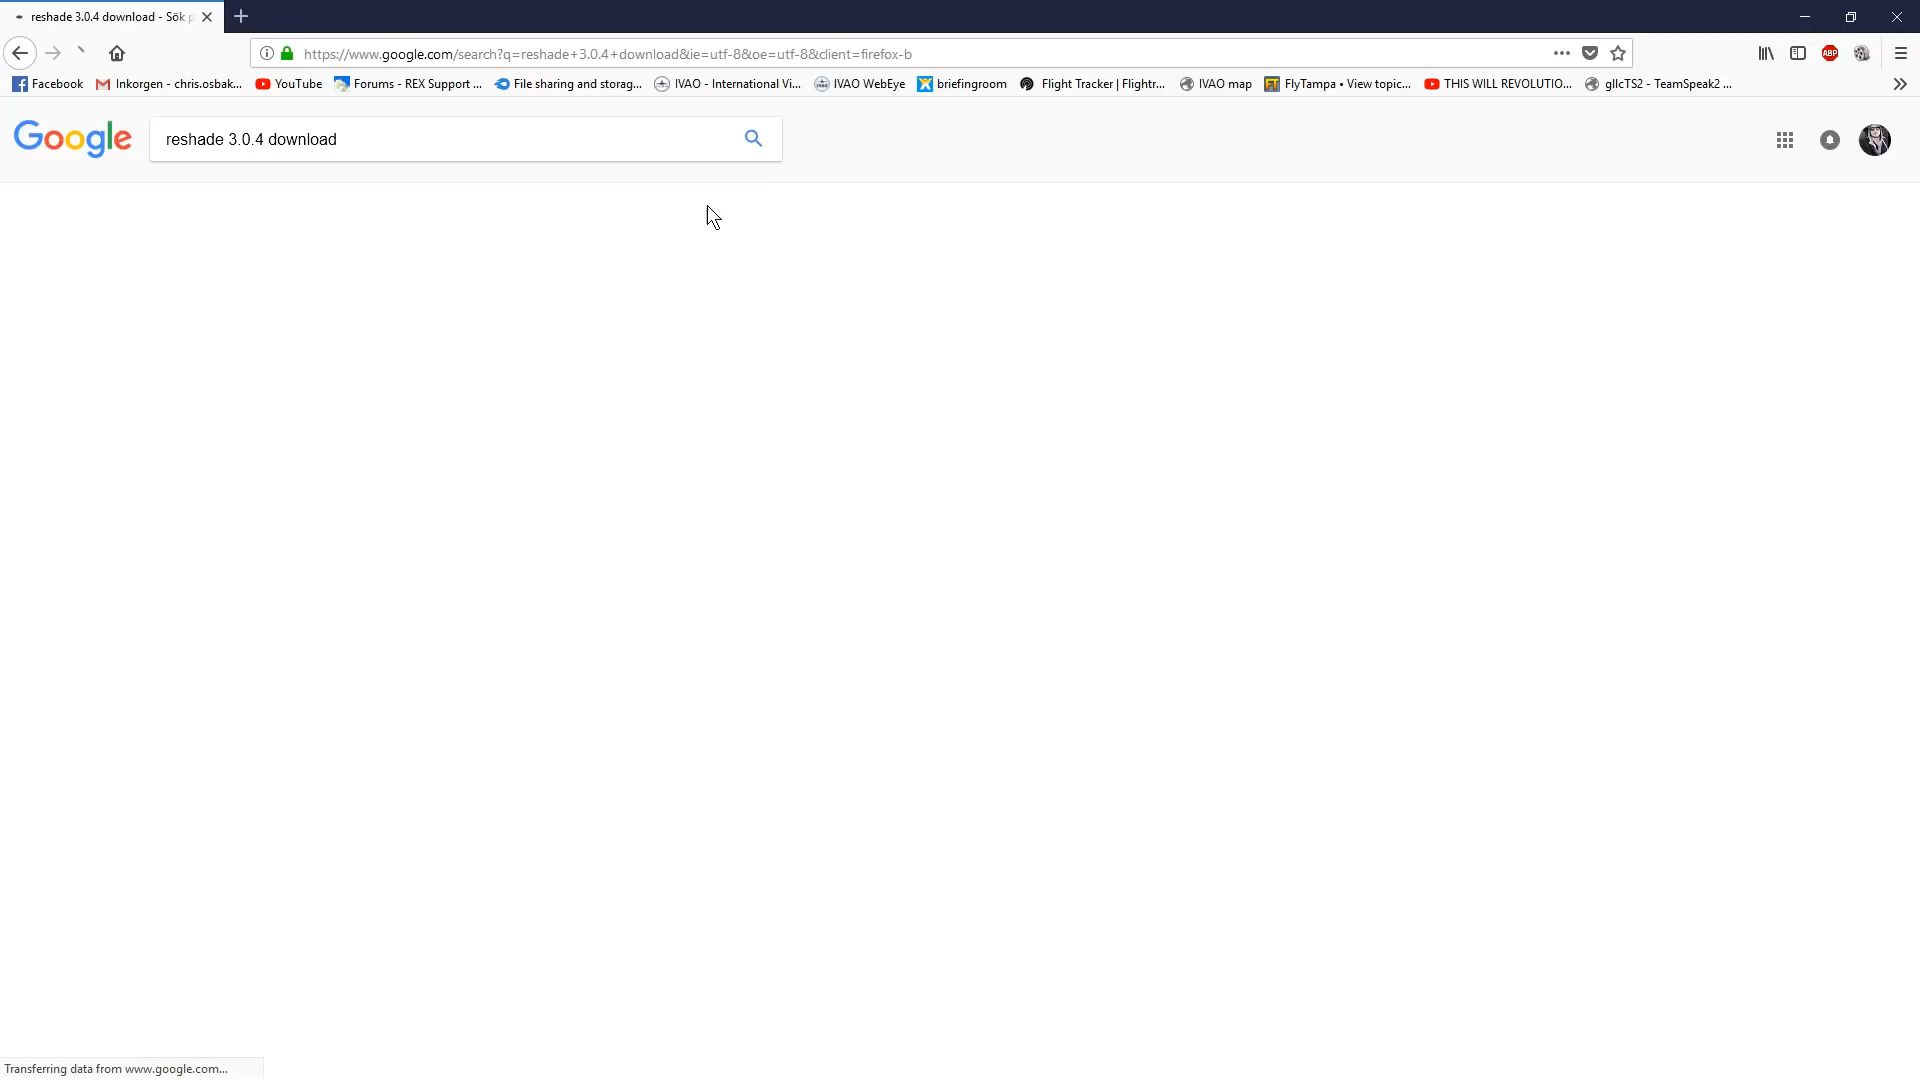 reshade 3.0.4 download - Sök p
https://www.google.com/search?q=reshade+3.0.4+download&ie=utf-8&oe=utf-8&client=firefox-b
ABP
Facebook Inkorgen - chris.osbak... YouTube Forums - REX Support ... File sharing and storag... IVAO - International Vi... IVAO WebEye briefingroom Flight Tracker | Flightr... IVAO map FT FlyTampa • View topic... THIS WILL REVOLUTIO... gllcTS2 - TeamSpeak2 ...
Google reshade 3.0.4 download
Transferring data from www.google.com...